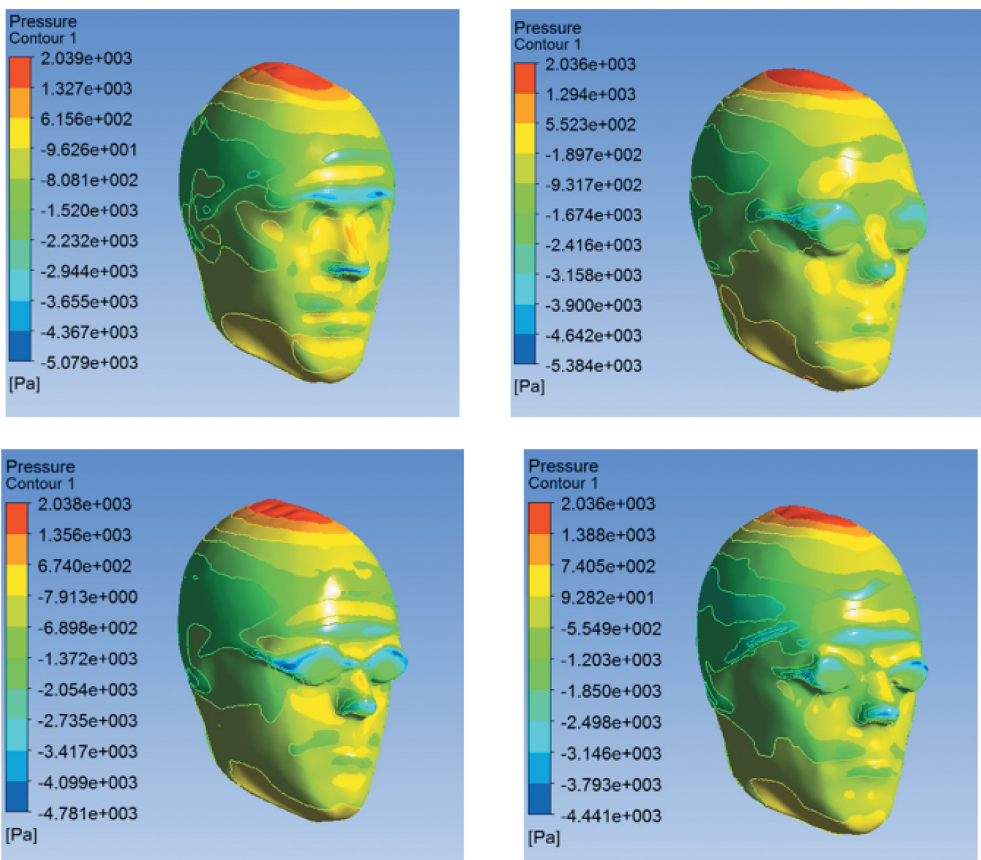 Pressure
Contour 1
2.039e+003
1.327e+003
6.156e+002
-9.626e+001
-8.081e+002
-1.520e+003
-2.232e+003
-2.944e+003
-3.655e+003
-4.367e+003
-5.079e+003
[Pa]
Pressure
Contour 1
2.036e+003
1.294e+003
5.523e+002
-1.897e+002
-9.317e+002
-1.674e+003
-2.416e+003
-3.158e+003
-3.900e+003
-4.642e+003
-5.384e+003
[Pa]
Pressure
Contour 1
2.038e+003
1.356e+003
6.740e+002
-7.913e+000
-6.898e+002
-1.372e+003
-2.054e+003
-2.735e+003
-3.417e+003
-4.099e+003
-4.781e+003
[Pa]
Pressure
Contour 1
2.036e+003
1.388e+003
7.405e+002
9.282e+001
-5.549e+002
-1.203e+003
-1.850e+003
-2.498e+003
-3.146e+003
-3.793e+003
-4.441e+003
[Pa]